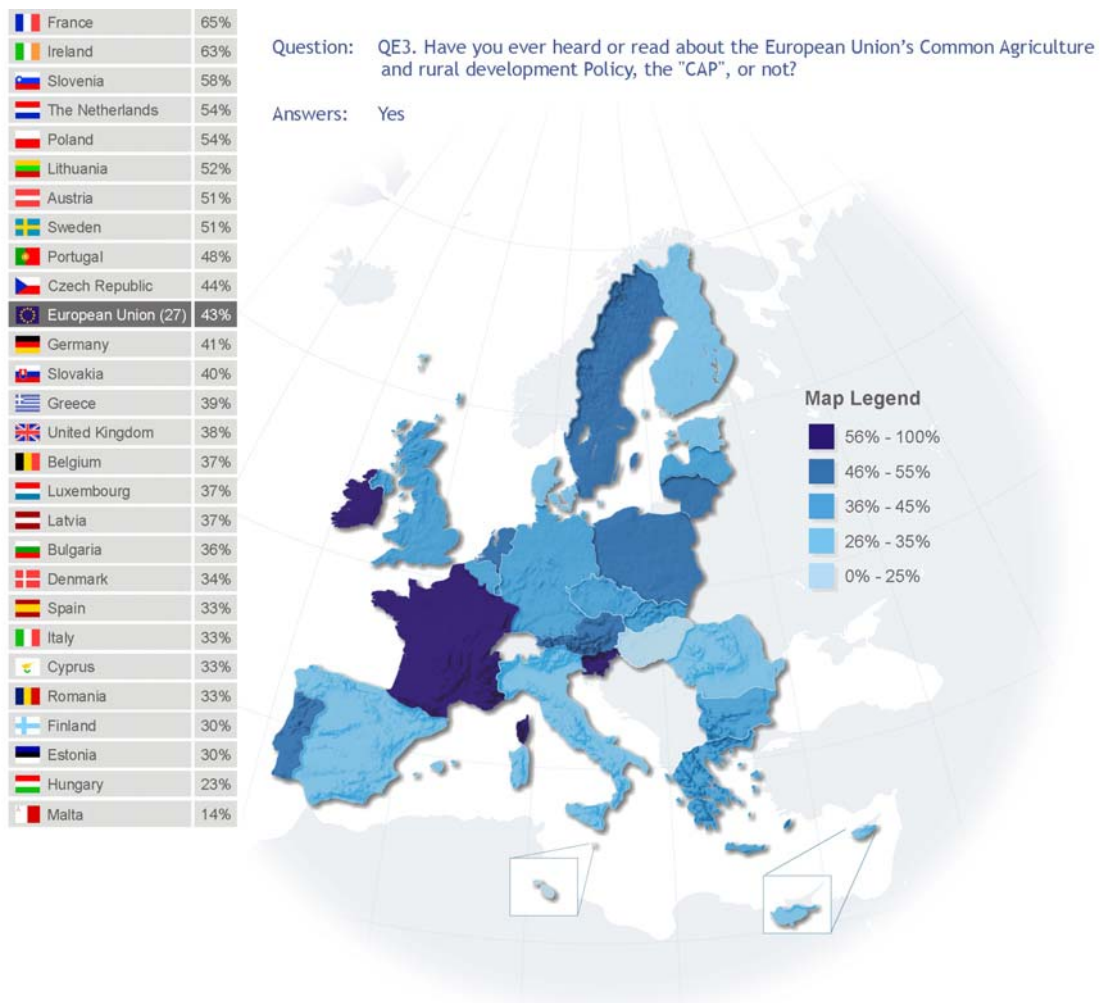 France 65%
Ireland 63%
Slovenia 58%
The Netherlands 54%
Poland 54%
Lithuania 52%
Austria 51%
Sweden 51%
Portugal 48%
Czech Republic 44%
European Union (27) 43%
Germany 41%
Slovakia 40%
Greece 39%
United Kingdom 38%
Belgium 37%
Luxembourg 37%
Latvia 37%
Bulgaria 36%
Denmark 34%
Spain 33%
Italy 33%
Cyprus 33%
Romania 33%
Finland 30%
Estonia 30%
Hungary 23%
Malta 14%
Question: QE3. Have you ever heard or read about the European Union's Common Agriculture
and rural development Policy, the "CAP", or not?
Answers: Yes
Map Legend
56% - 100%
46% - 55%
36% - 45%
26% - 35%
0% - 25%